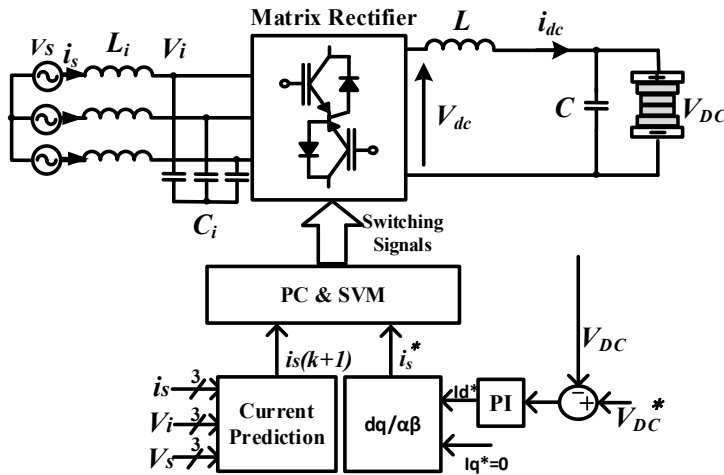 Matrix Rectifier
Vs
is
Li
Vi
L
idc
Vdc
C
VDC
Ci
Switching
Signals
PC & SVM
is(k+1)
is*
VDC
is
3
Vi
3
Vs
3
Current
Prediction
dq/αβ
Id*
PI
-
+
VDC*
Iq*=0